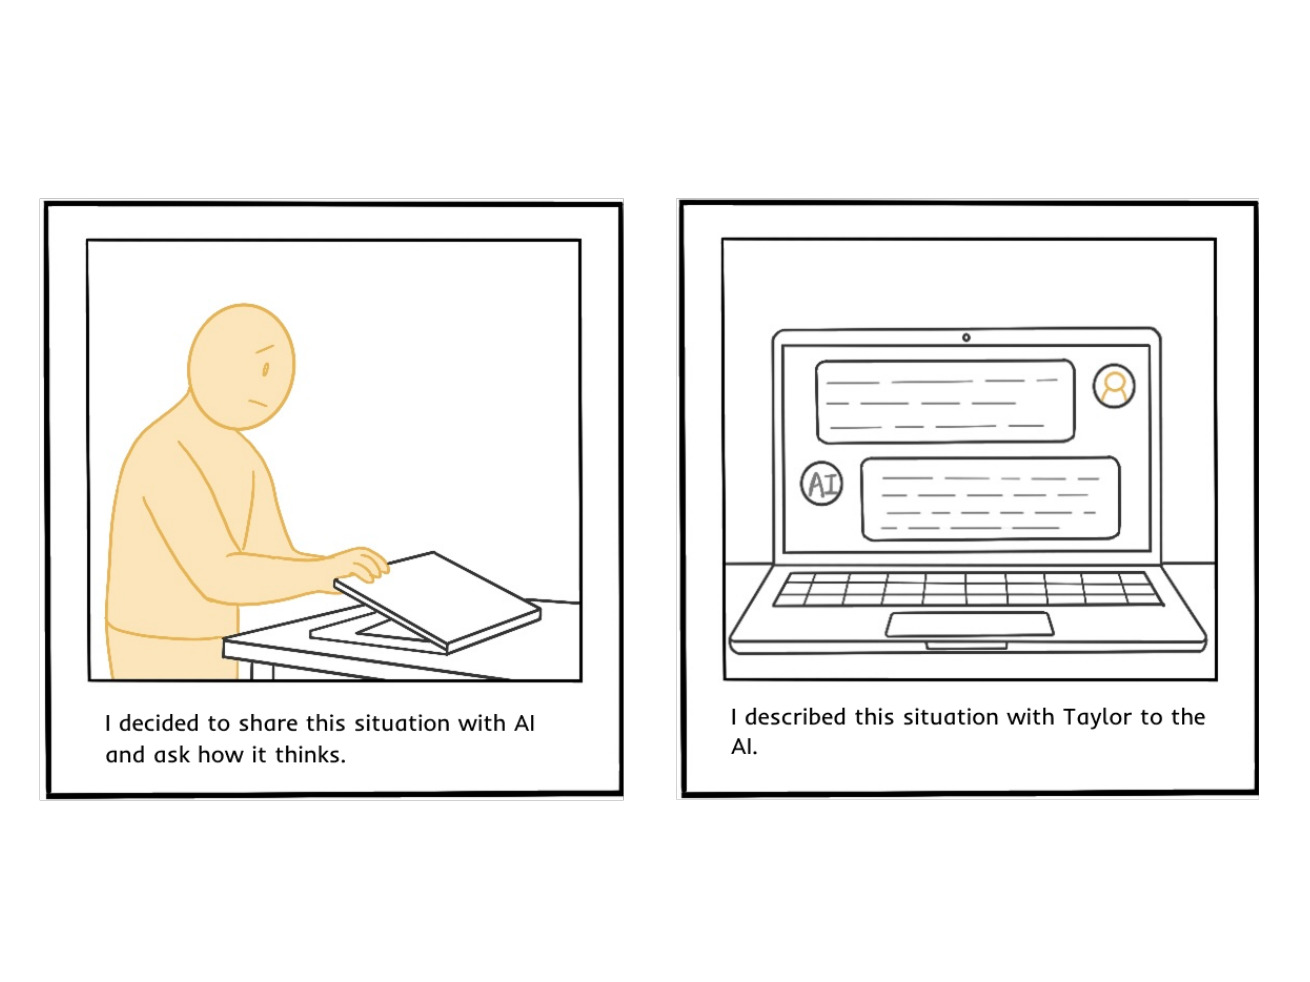 I decided to share this situation with AI
and ask how it thinks.
AI
I described this situation with Taylor to the
AI.